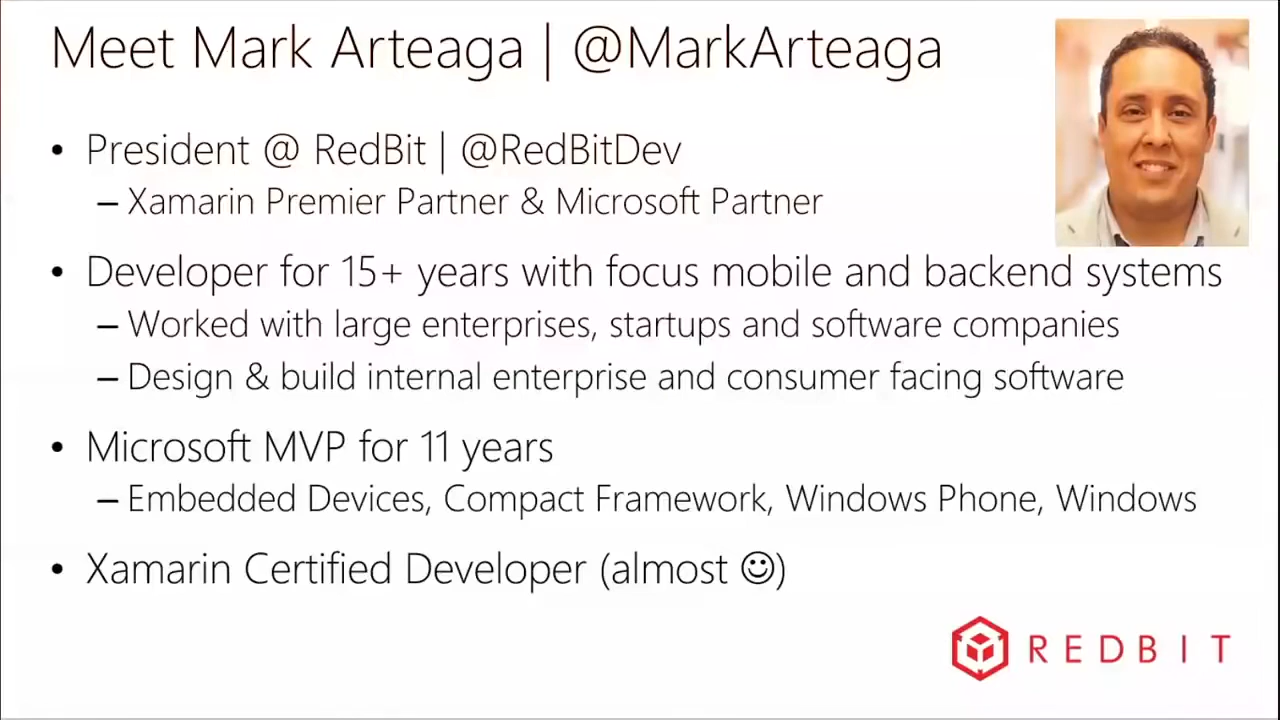 Meet Mark Arteaga | @MarkArteaga
• President @ RedBit | @RedBitDev
– Xamarin Premier Partner & Microsoft Partner
• Developer for 15+ years with focus mobile and backend systems
– Worked with large enterprises, startups and software companies
– Design & build internal enterprise and consumer facing software
• Microsoft MVP for 11 years
– Embedded Devices, Compact Framework, Windows Phone, Windows
• Xamarin Certified Developer (almost ☺)
REDBIT